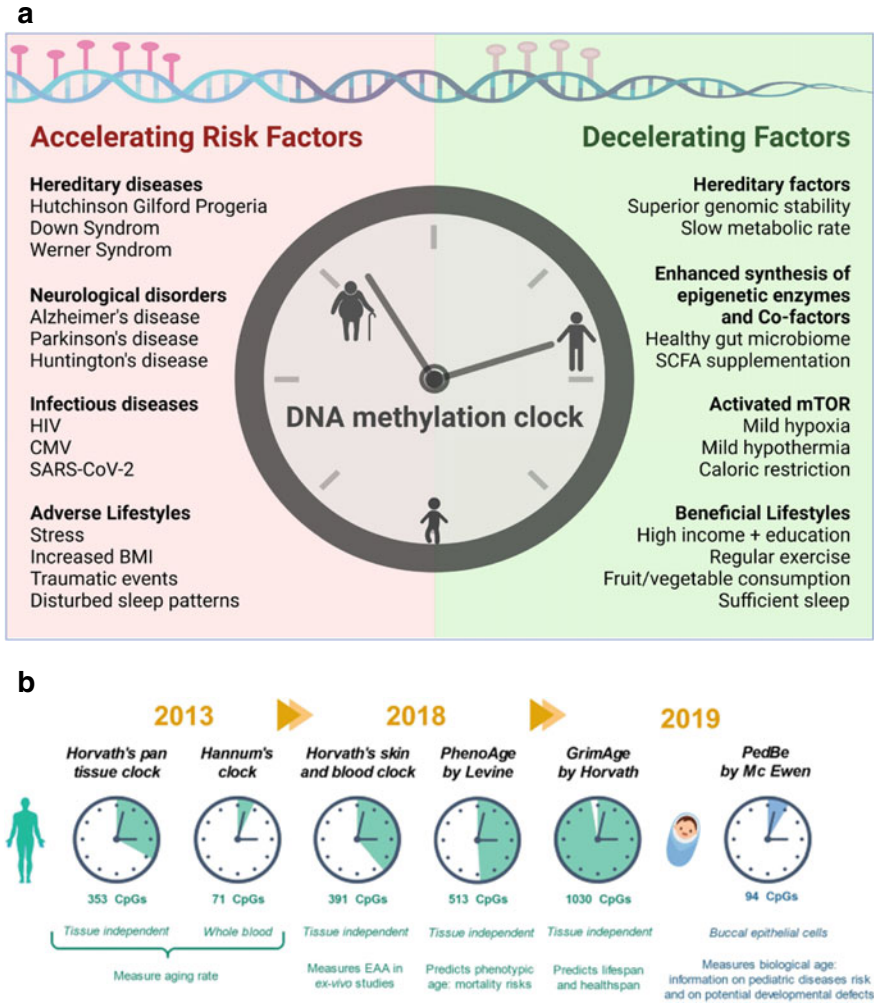 a
Accelerating Risk Factors
Hereditary diseases
Hutchinson Gilford Progeria
Down Syndrom
Werner Syndrom
Neurological disorders
Alzheimer's disease
Parkinson's disease
Huntington's disease
Infectious diseases
HIV
CMV
SARS-CoV-2
Adverse Lifestyles
Stress
Increased BMI
Traumatic events
Disturbed sleep patterns
DNA methylation clock
Decelerating Factors
Hereditary factors
Superior genomic stability
Slow metabolic rate
Enhanced synthesis of
epigenetic enzymes
and Co-factors
Healthy gut microbiome
SCFA supplementation
Activated mTOR
Mild hypoxia
Mild hypothermia
Caloric restriction
Beneficial Lifestyles
High income + education
Regular exercise
Fruit/vegetable consumption
Sufficient sleep
b
2013
2018
2019
Horvath's pan
tissue clock
353 CpGs
Tissue independent
Hannum's
clock
71 CpGs
Whole blood
Measure aging rate
Horvath's skin
and blood clock
391 CpGs
Tissue independent
Measures EAA in
ex-vivo studies
PhenoAge
by Levine
513 CpGs
Tissue independent
Predicts phenotypic
age: mortality risks
GrimAge
by Horvath
1030 CpGs
Tissue independent
Predicts lifespan
and healthspan
PedBe
by Mc Ewen
94 CpGs
Buccal epithelial cells
Measures biological age:
information on pediatric diseases risk
and on potential developmental defects